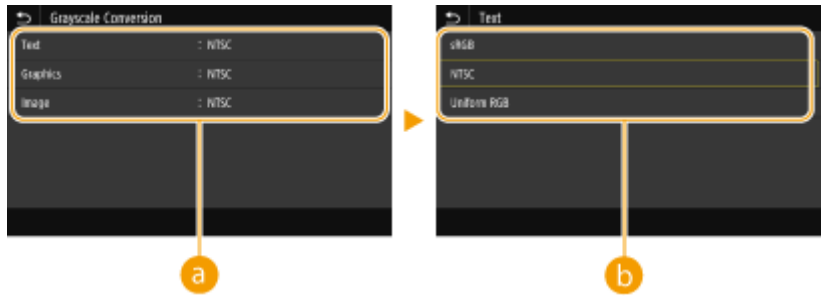 Grayscale Conversion
Text : NTSC
Graphics : NTSC
Image : NTSC
a
Text
sRGB
NTSC
Uniform RGB
b